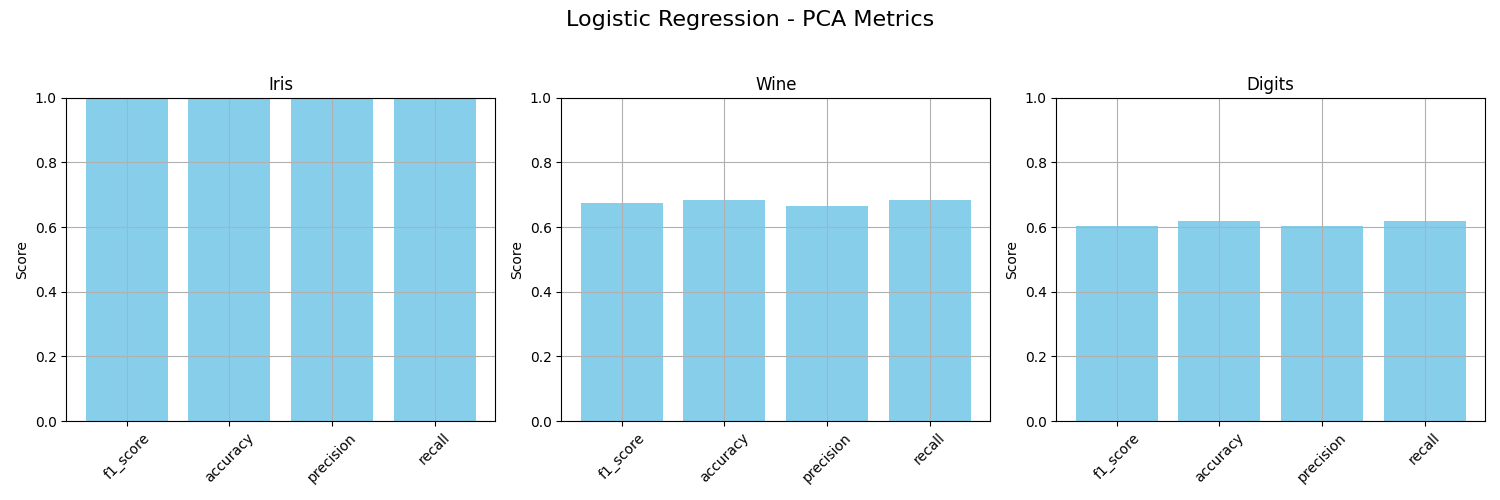 Logistic Regression - PCA Metrics
Iris
Score
1.0
0.8
0.6
0.4
0.2
0.0
f1_score
accuracy
precision
recall
Wine
Score
1.0
0.8
0.6
0.4
0.2
0.0
f1_score
accuracy
precision
recall
Digits
Score
1.0
0.8
0.6
0.4
0.2
0.0
f1_score
accuracy
precision
recall